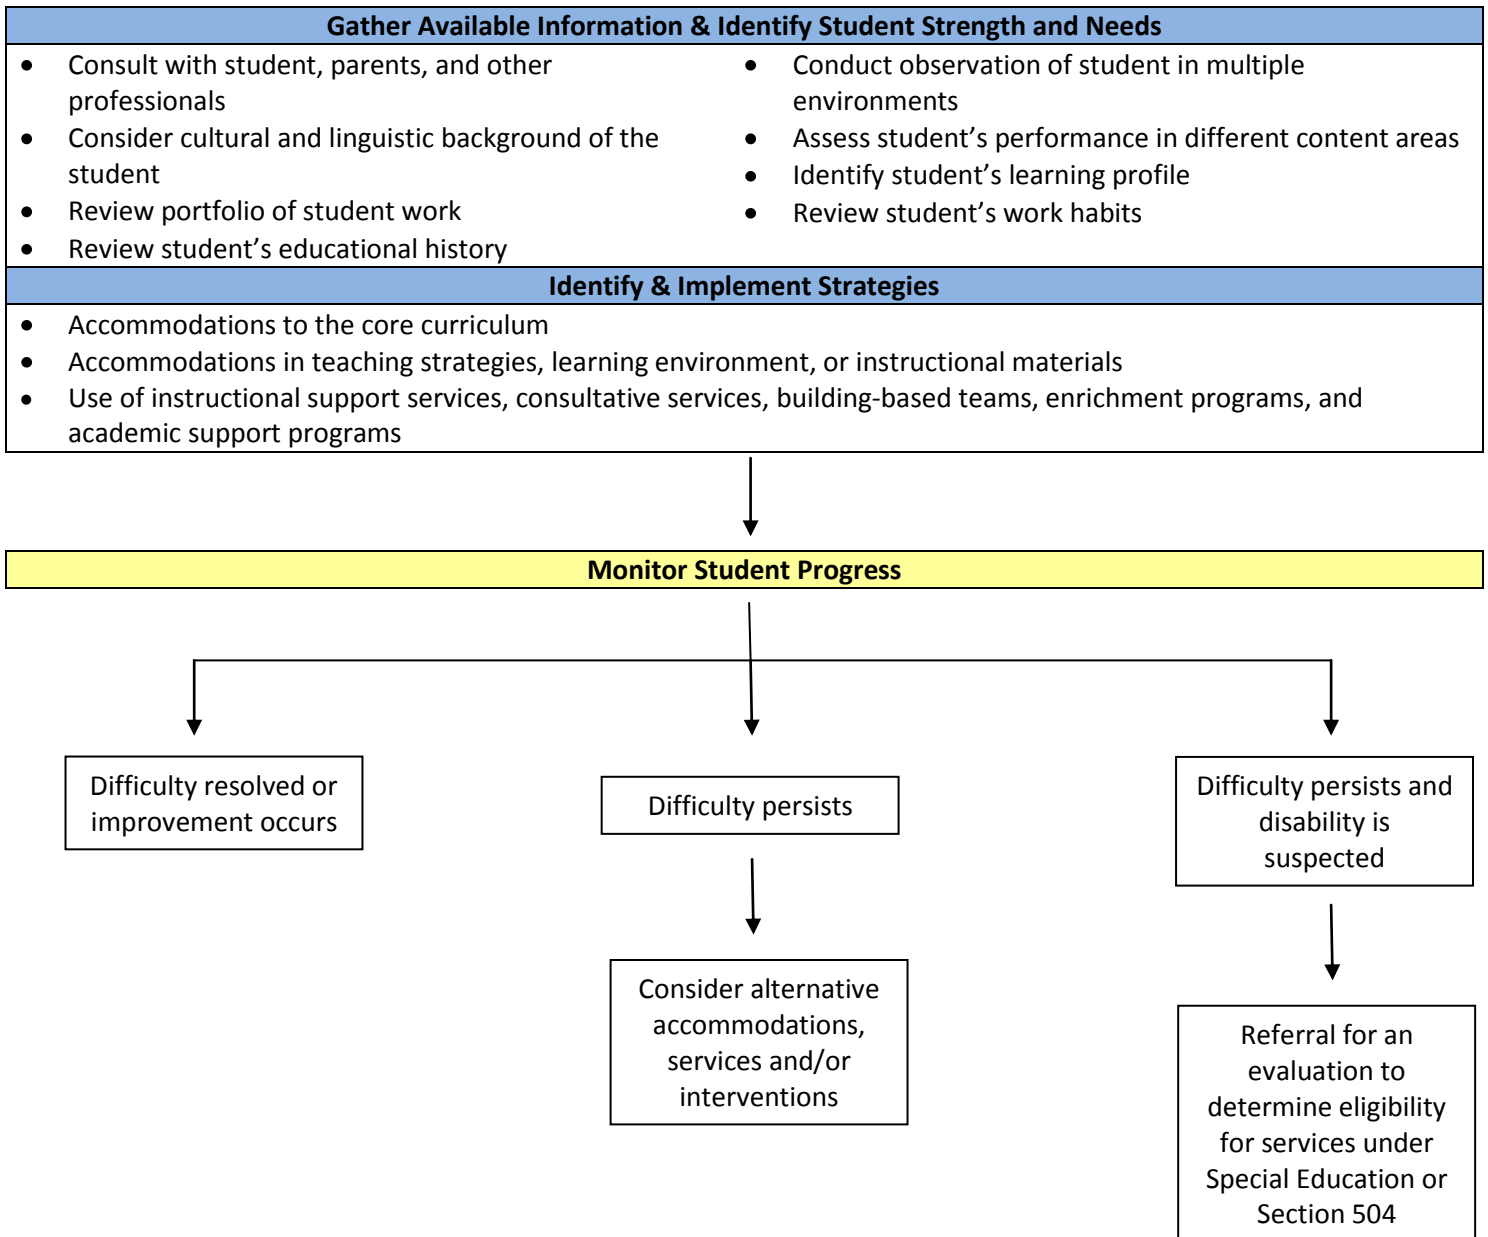 Gather Available Information & Identify Student Strength and Needs
• Consult with student, parents, and other
professionals
• Consider cultural and linguistic background of the
student
• Review portfolio of student work
• Review student’s educational history
• Conduct observation of student in multiple
environments
• Assess student’s performance in different content areas
• Identify student’s learning profile
• Review student’s work habits
Identify & Implement Strategies
• Accommodations to the core curriculum
• Accommodations in teaching strategies, learning environment, or instructional materials
• Use of instructional support services, consultative services, building-based teams, enrichment programs, and
academic support programs
Monitor Student Progress
Difficulty resolved or
improvement occurs
Difficulty persists
Consider alternative
accommodations,
services and/or
interventions
Difficulty persists and
disability is
suspected
Referral for an
evaluation to
determine eligibility
for services under
Special Education or
Section 504